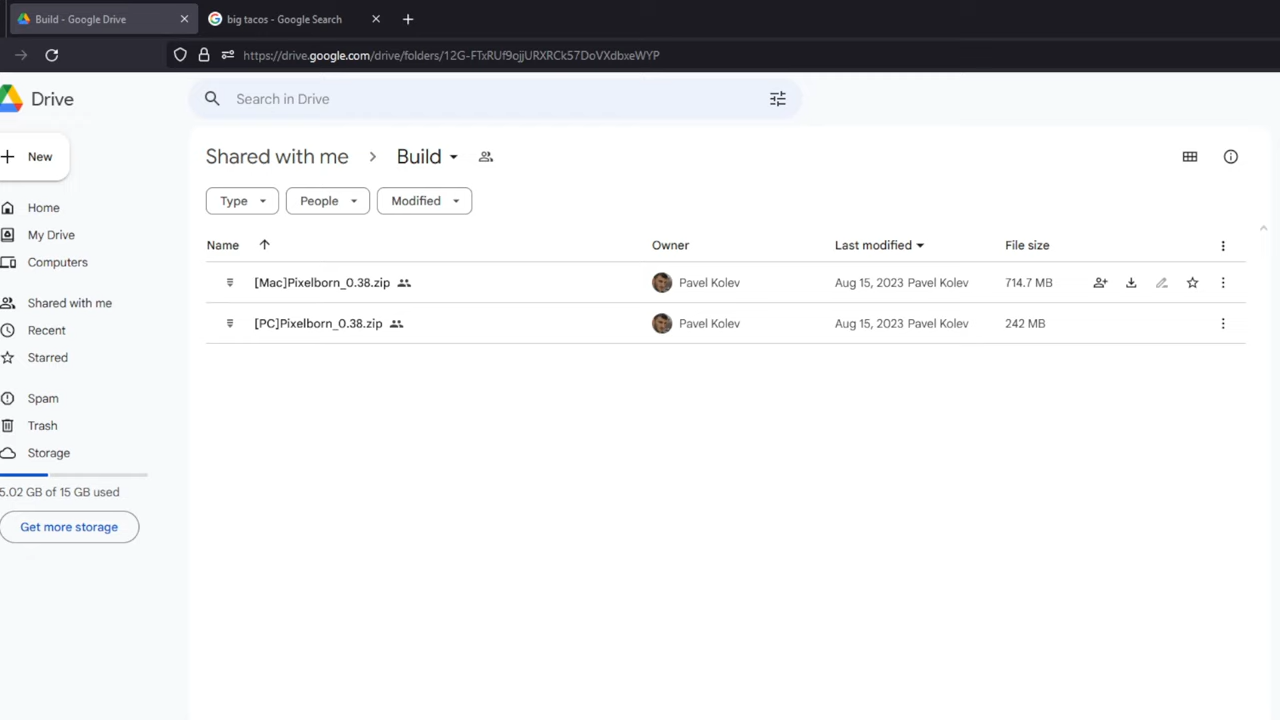 Build - Google Drive
big tacos - Google Search
https://drive.google.com/drive/folders/12G-FTxRUf9ojjURXRCk57DoVXdbxeWYP
Drive
Search in Drive
New
Shared with me > Build
Type
People
Modified
Home
My Drive
Computers
Shared with me
Recent
Starred
Spam
Trash
Storage
5.02 GB of 15 GB used
Get more storage
Name Owner Last modified File size
[Mac]Pixelborn_0.38.zip Pavel Kolev Aug 15, 2023 Pavel Kolev 714.7 MB
[PC]Pixelborn_0.38.zip Pavel Kolev Aug 15, 2023 Pavel Kolev 242 MB